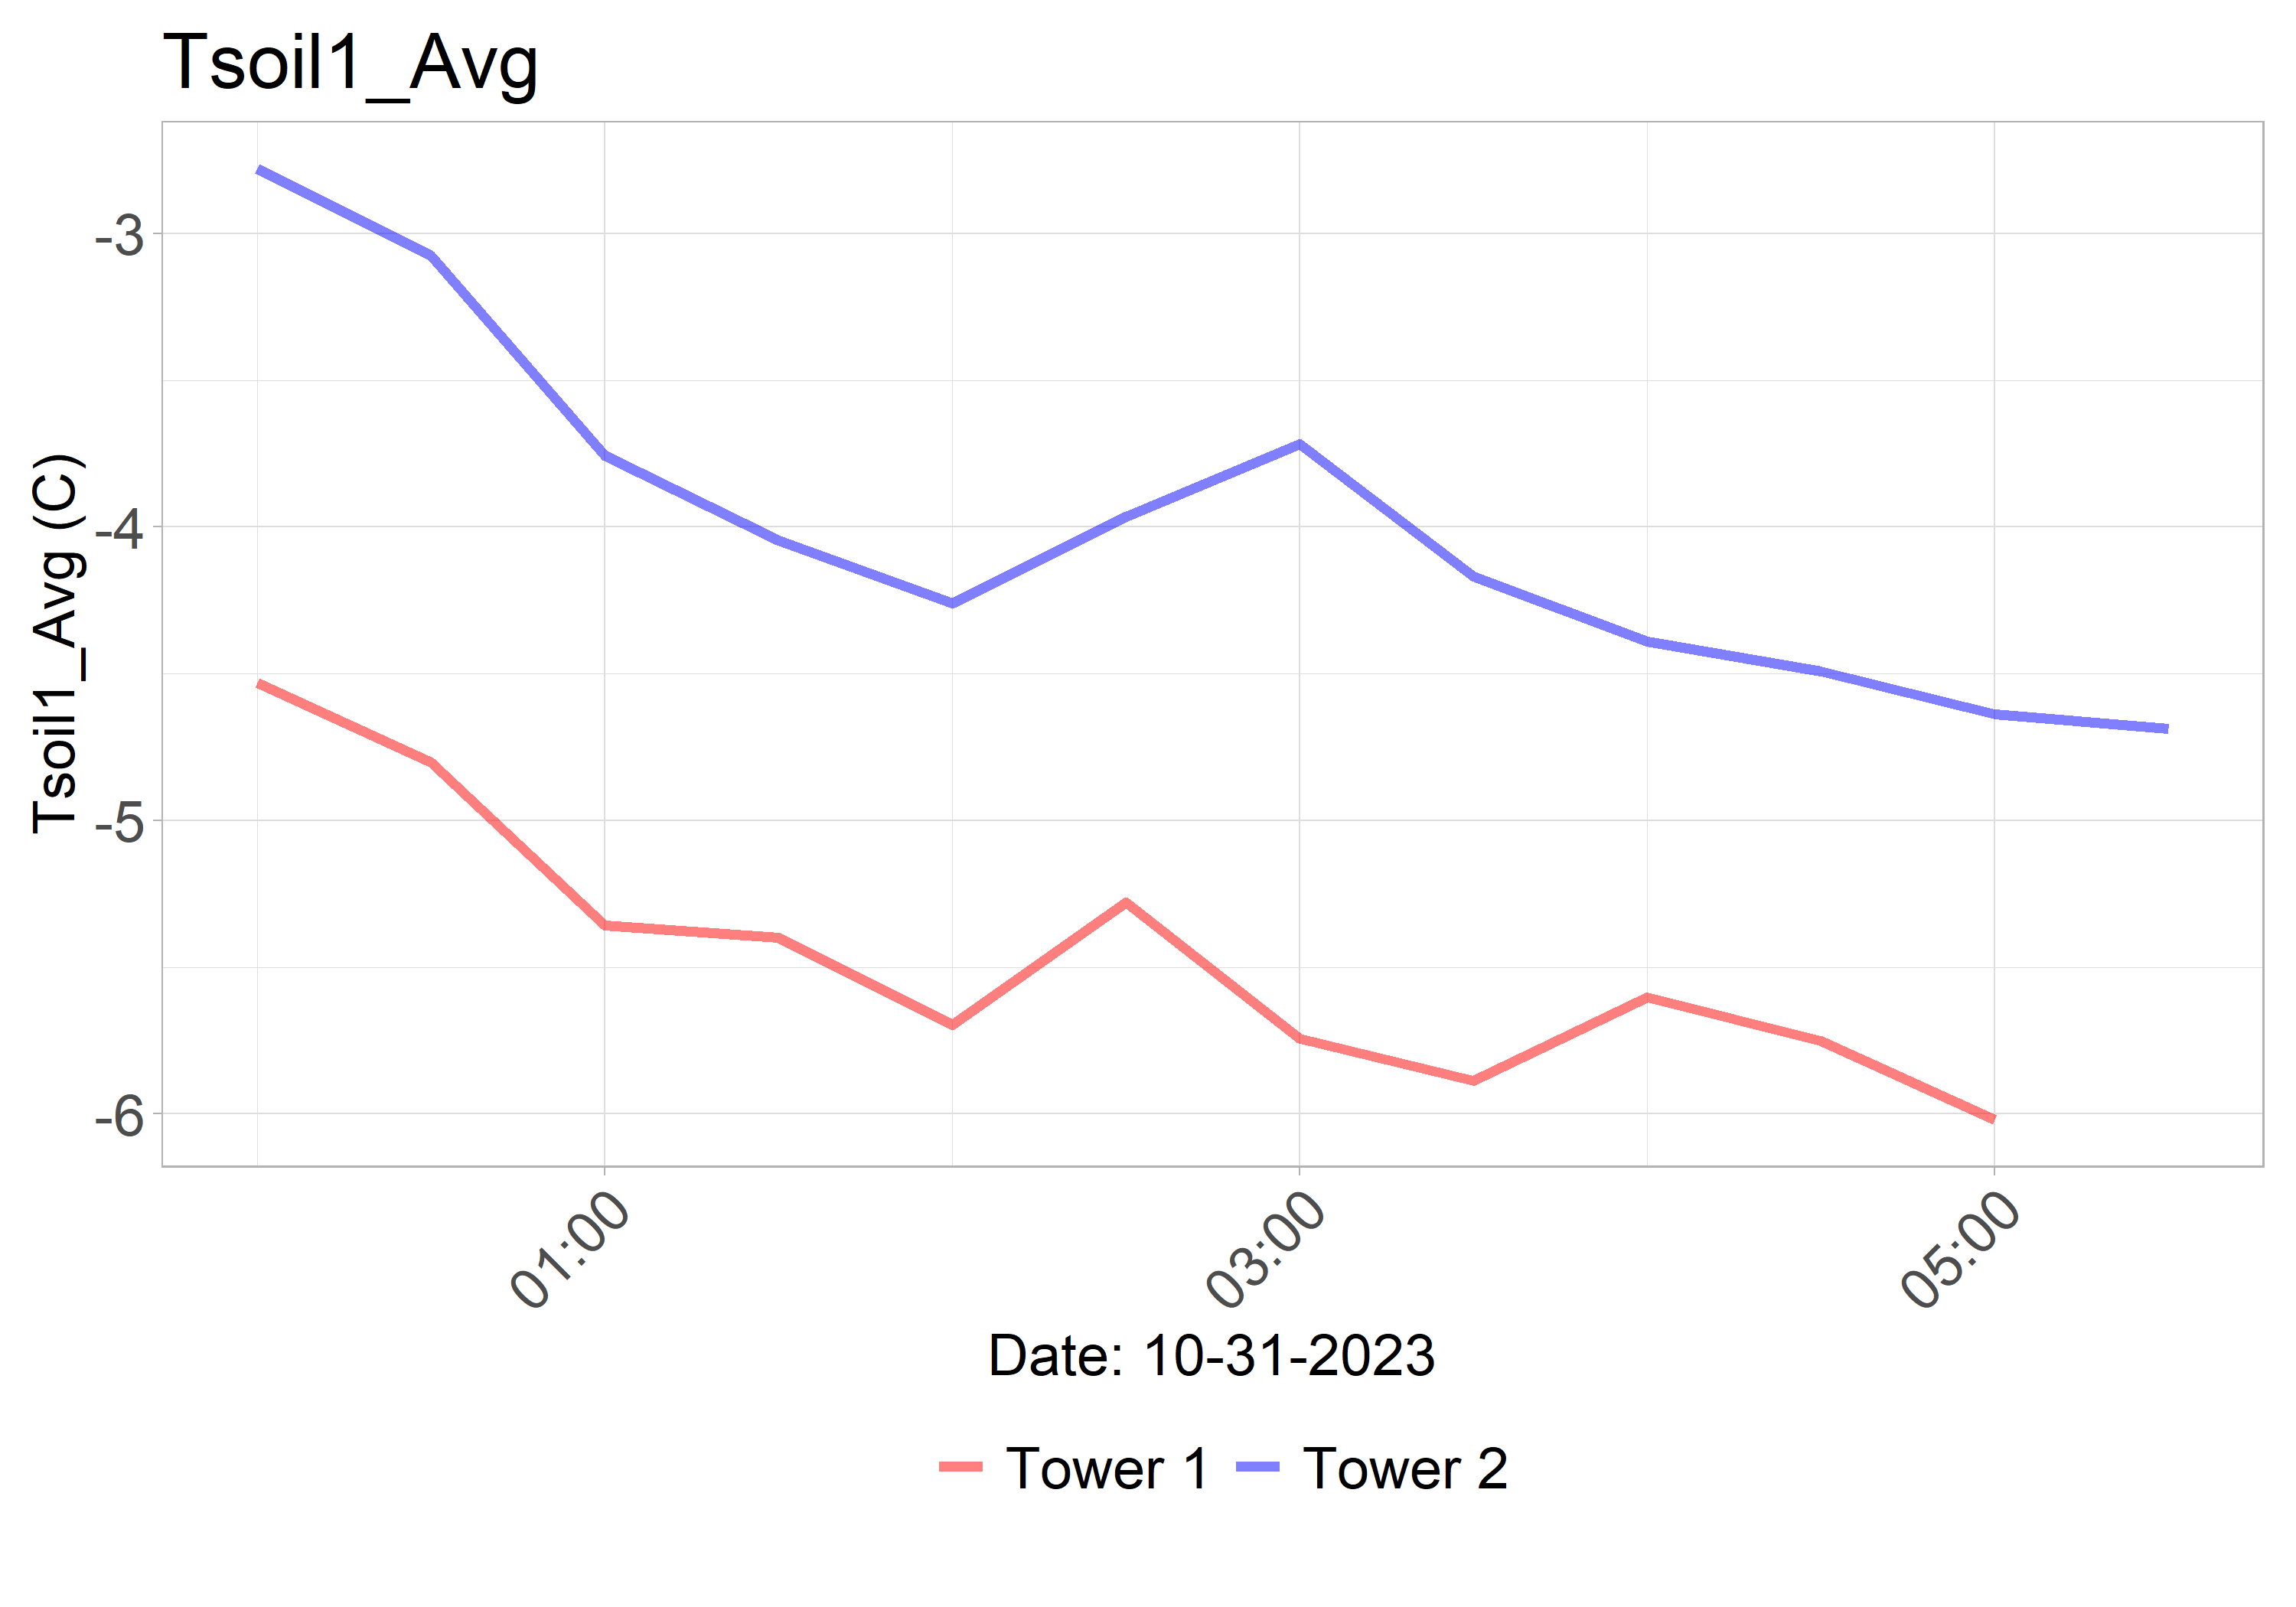 Tsoil1_Avg
Tsoil1_Avg (C)
-3
-4
-5
-6
01:00
03:00
05:00
Date: 10-31-2023
Tower 1
Tower 2